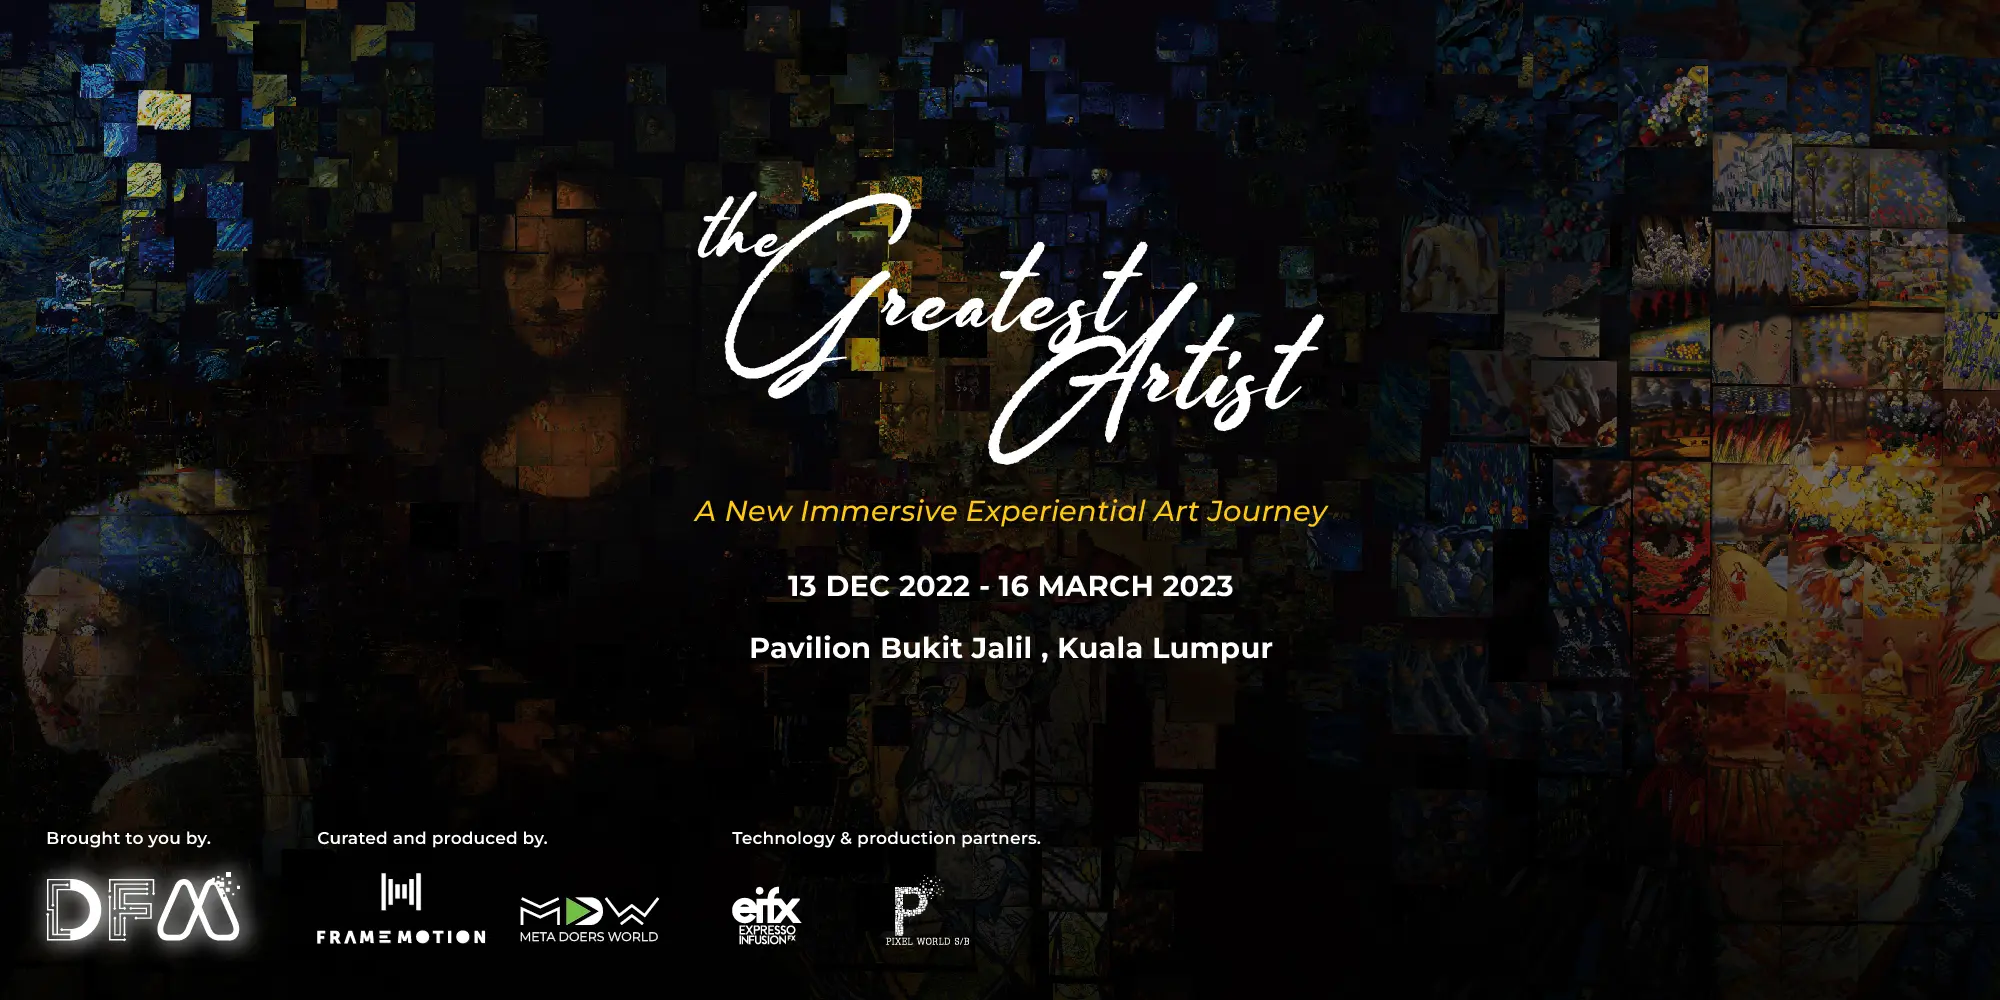 the
Greatest
Artist
A New Immersive Experiential Art Journey
13 DEC 2022 - 16 MARCH 2023
Pavilion Bukit Jalil , Kuala Lumpur
Brought to you by.
DFM
Curated and produced by.
FRAME MOTION
MDW
META DOERS WORLD
Technology & production partners.
eifx
EXPRESSO
INFUSION FX
P
PIXEL WORLD S/B